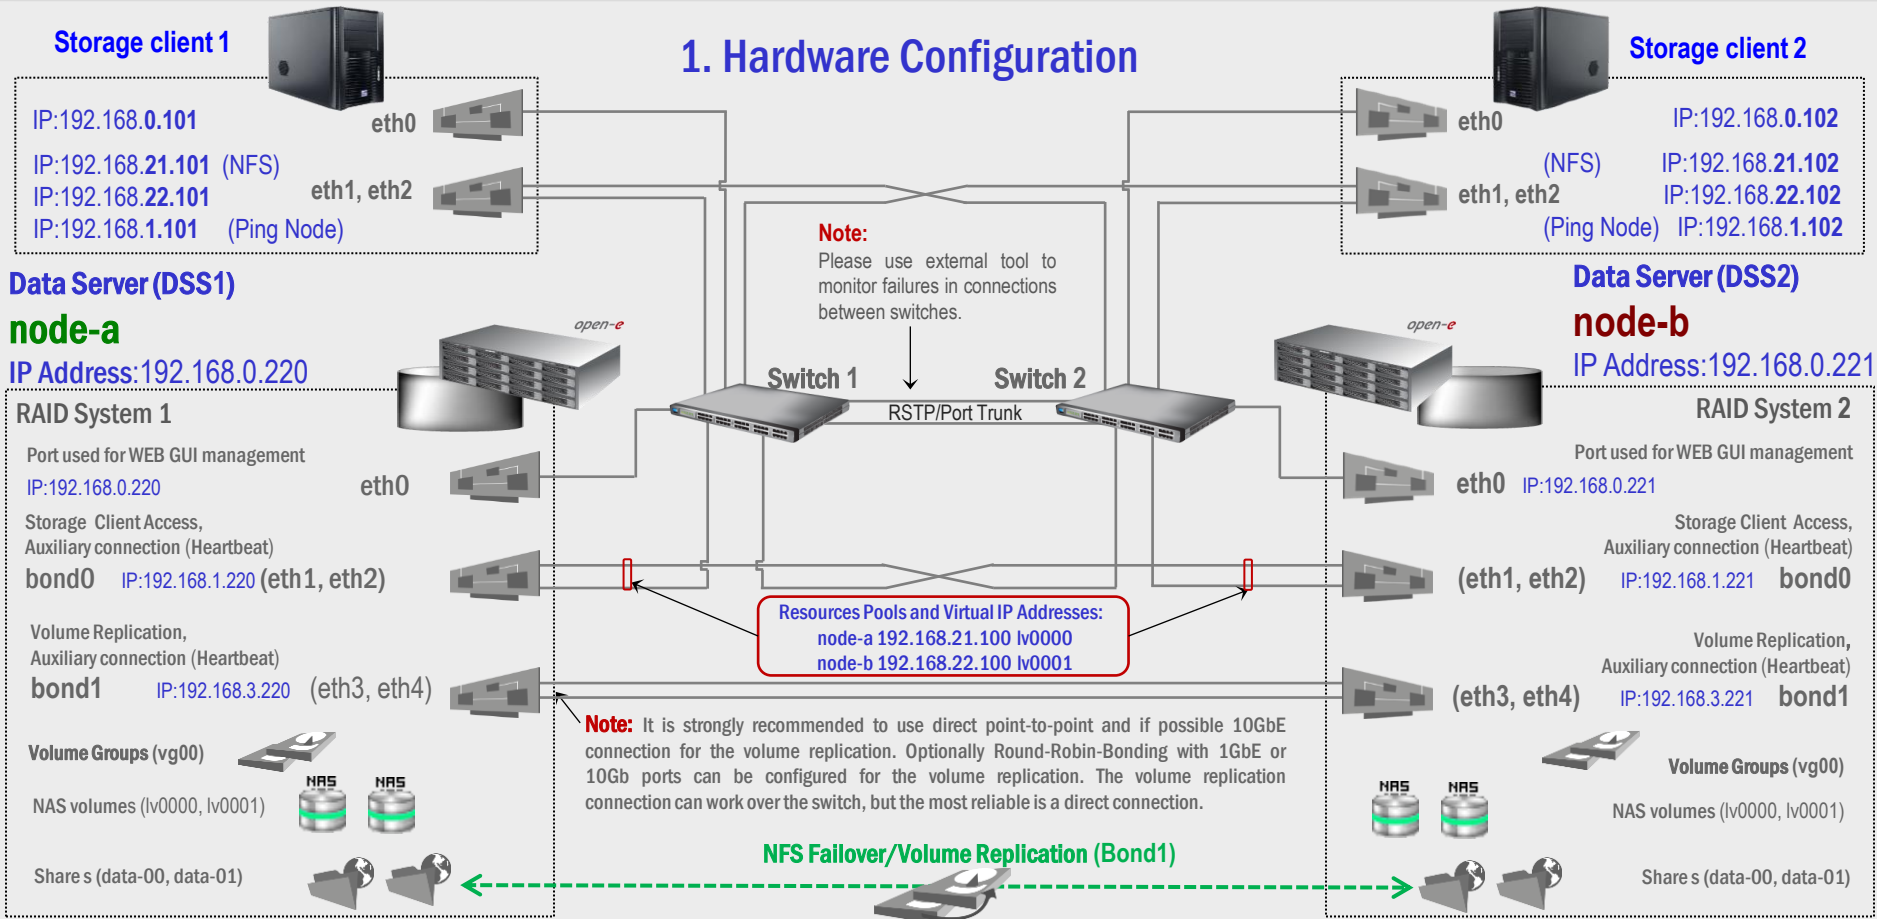 1. Hardware Configuration
Storage client 1
IP:192.168.0.101
eth0
IP:192.168.21.101 (NFS)
IP:192.168.22.101
eth1, eth2
IP:192.168.1.101 (Ping Node)
Storage client 2
eth0
IP:192.168.0.102
(NFS) IP:192.168.21.102
eth1, eth2
IP:192.168.22.102
(Ping Node) IP:192.168.1.102
Note:
Please use external tool to
monitor failures in connections
between switches.
Data Server (DSS1)
node-a
IP Address:192.168.0.220
open-e
Data Server (DSS2)
node-b
IP Address:192.168.0.221
open-e
Switch 1
Switch 2
RSTP/Port Trunk
RAID System 1
Port used for WEB GUI management
IP:192.168.0.220
eth0
Storage Client Access,
Auxiliary connection (Heartbeat)
bond0 IP:192.168.1.220 (eth1, eth2)
Volume Replication,
Auxiliary connection (Heartbeat)
bond1 IP:192.168.3.220 (eth3, eth4)
Volume Groups (vg00)
NAS volumes (lv0000, lv0001)
NAS
NAS
Share s (data-00, data-01)
RAID System 2
Port used for WEB GUI management
eth0 IP:192.168.0.221
Storage Client Access,
Auxiliary connection (Heartbeat)
(eth1, eth2) IP:192.168.1.221 bond0
Volume Replication,
Auxiliary connection (Heartbeat)
(eth3, eth4) IP:192.168.3.221 bond1
Volume Groups (vg00)
NAS
NAS
NAS volumes (lv0000, lv0001)
Share s (data-00, data-01)
Resources Pools and Virtual IP Addresses:
node-a 192.168.21.100 lv0000
node-b 192.168.22.100 lv0001
Note: It is strongly recommended to use direct point-to-point and if possible 10GbE
connection for the volume replication. Optionally Round-Robin-Bonding with 1GbE or
10Gb ports can be configured for the volume replication. The volume replication
connection can work over the switch, but the most reliable is a direct connection.
NFS Failover/Volume Replication (Bond1)